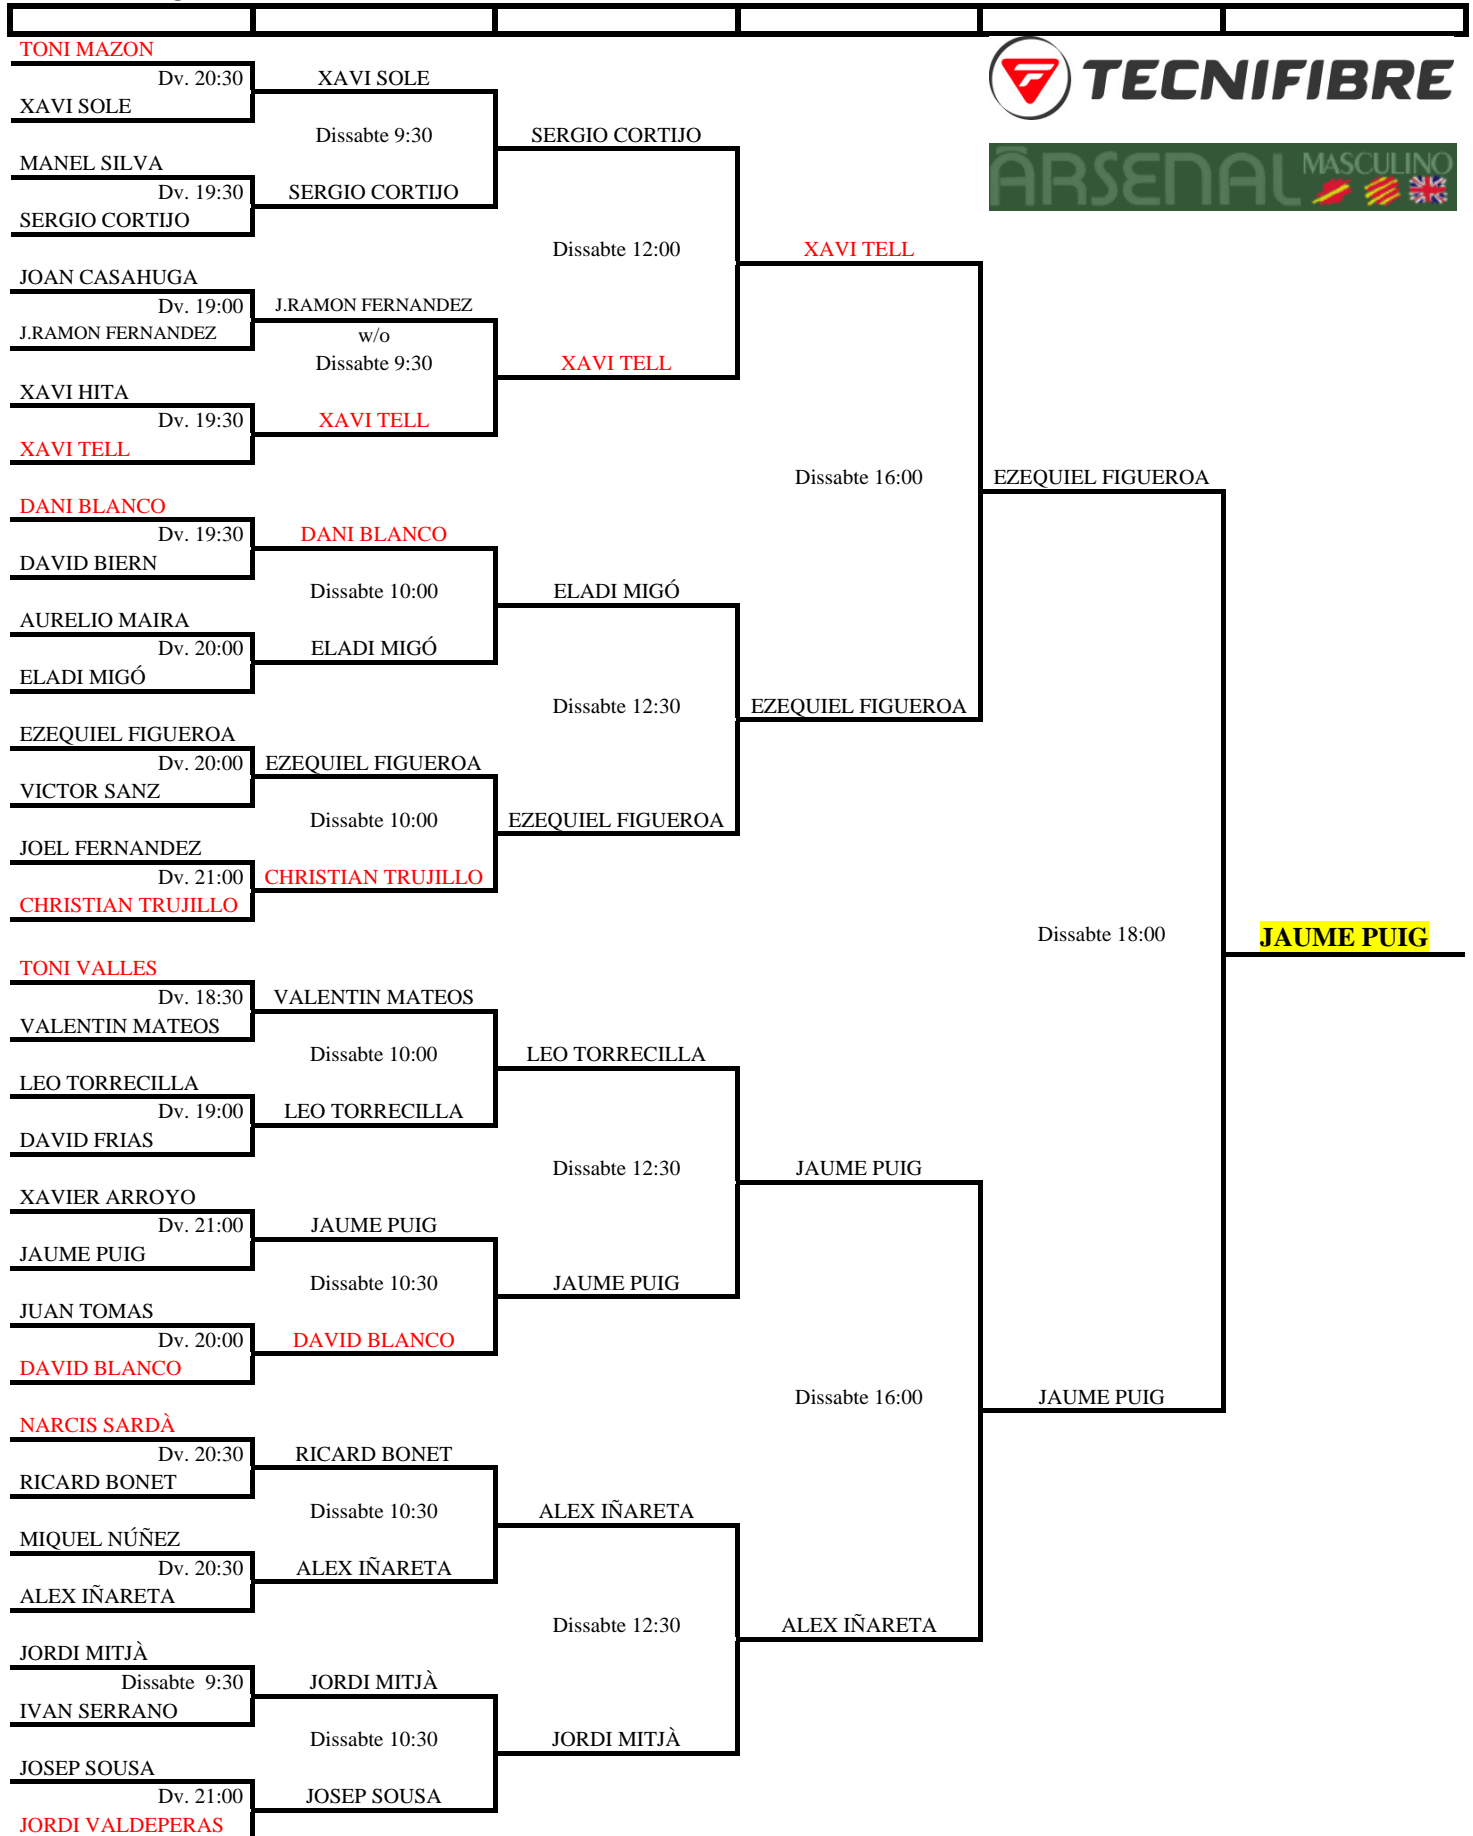 TONI MAZON
TECNIFIBRE
Dv. 20:30 XAVI SOLE
XAVI SOLE
Dissabte 9:30 SERGIO CORTIJO
MANEL SILVA
ARSENAL MASCULINO
Dv. 19:30 SERGIO CORTIJO
SERGIO CORTIJO
Dissabte 12:00 XAVI TELL
JOAN CASAHUGA
Dv. 19:00 J.RAMON FERNANDEZ
J.RAMON FERNANDEZ w/o
Dissabte 9:30 XAVI TELL
XAVI HITA
Dv. 19:30 XAVI TELL
XAVI TELL
Dissabte 16:00 EZEQUIEL FIGUEROA
DANI BLANCO
Dv. 19:30 DANI BLANCO
DAVID BIERN
Dissabte 10:00 ELADI MIGÓ
AURELIO MAIRA
Dv. 20:00 ELADI MIGÓ
ELADI MIGÓ
Dissabte 12:30 EZEQUIEL FIGUEROA
EZEQUIEL FIGUEROA
Dv. 20:00 EZEQUIEL FIGUEROA
VICTOR SANZ
Dissabte 10:00 EZEQUIEL FIGUEROA
JOEL FERNANDEZ
Dv. 21:00 CHRISTIAN TRUJILLO
CHRISTIAN TRUJILLO
Dissabte 18:00 JAUME PUIG
TONI VALLES
Dv. 18:30 VALENTIN MATEOS
VALENTIN MATEOS
Dissabte 10:00 LEO TORRECILLA
LEO TORRECILLA
Dv. 19:00 LEO TORRECILLA
DAVID FRIAS
Dissabte 12:30 JAUME PUIG
XAVIER ARROYO
Dv. 21:00 JAUME PUIG
JAUME PUIG
Dissabte 10:30 JAUME PUIG
JUAN TOMAS
Dv. 20:00 DAVID BLANCO
DAVID BLANCO
Dissabte 16:00 JAUME PUIG
NARCIS SARDÀ
Dv. 20:30 RICARD BONET
RICARD BONET
Dissabte 10:30 ALEX IÑARETA
MIQUEL NÚÑEZ
Dv. 20:30 ALEX IÑARETA
ALEX IÑARETA
Dissabte 12:30 ALEX IÑARETA
JORDI MITJÀ
Dissabte 9:30 JORDI MITJÀ
IVAN SERRANO
Dissabte 10:30 JORDI MITJÀ
JOSEP SOUSA
Dv. 21:00 JOSEP SOUSA
JORDI VALDEPERAS